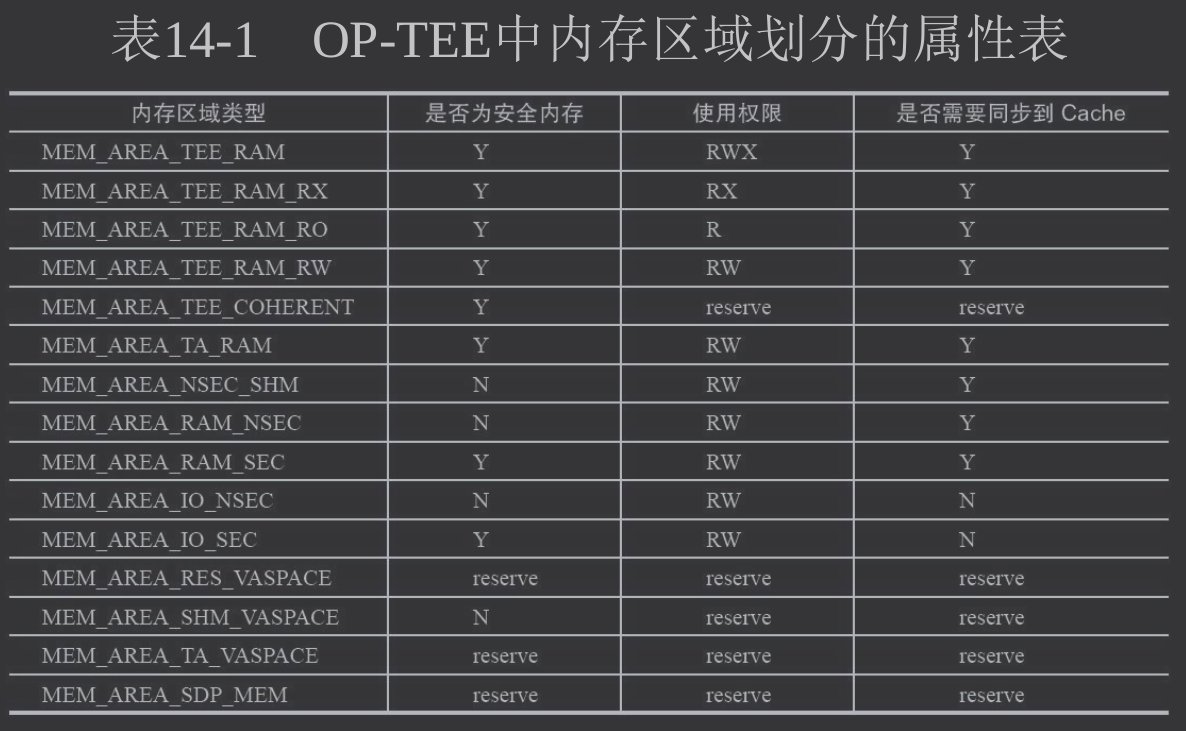 表14-1 OP-TEE中内存区域划分的属性表
内存区域类型 是否为安全内存 使用权限 是否需要同步到 Cache
MEM_AREA_TEE_RAM Y RWX Y
MEM_AREA_TEE_RAM_RX Y RX Y
MEM_AREA_TEE_RAM_RO Y R Y
MEM_AREA_TEE_RAM_RW Y RW Y
MEM_AREA_TEE_COHERENT Y reserve reserve
MEM_AREA_TA_RAM Y RW Y
MEM_AREA_NSEC_SHM N RW Y
MEM_AREA_RAM_NSEC N RW Y
MEM_AREA_RAM_SEC Y RW Y
MEM_AREA_IO_NSEC N RW N
MEM_AREA_IO_SEC Y RW N
MEM_AREA_RES_VASPACE reserve reserve reserve
MEM_AREA_SHM_VASPACE N reserve reserve
MEM_AREA_TA_VASPACE reserve reserve reserve
MEM_AREA_SDP_MEM reserve reserve reserve